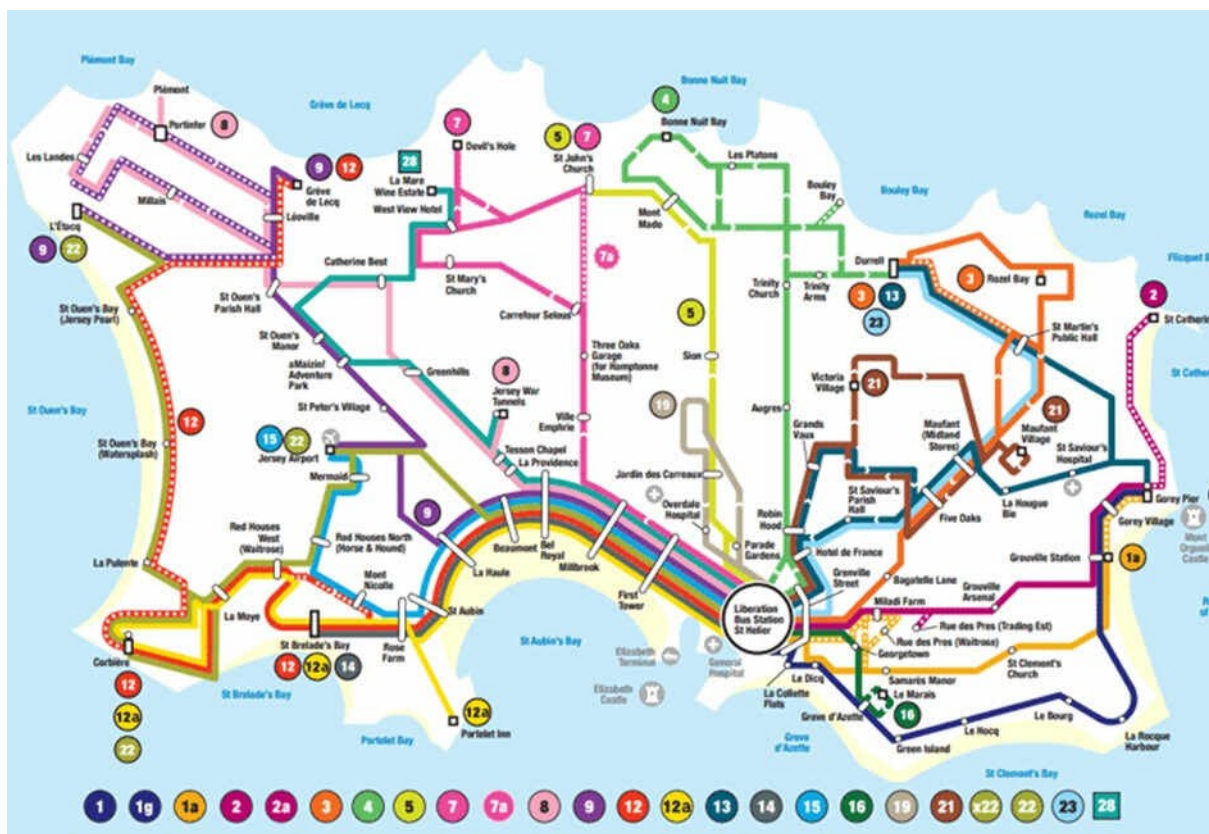 Plémont Bay
Grève de Lecq
Bonne Nuit Bay
Bouley Bay
Rozel Bay
Plémont
Portinfer
8
7
Devil's Hole
5
7
St John's
Church
4
Bonne Nuit Bay
Les Platons
Bouley
Bay
Les Landes
Millais
9
12
Grève
de Lecq
28
La Mare
Wine Estate
West View Hotel
Léoville
Mont
Mado
L'Étacq
9
22
7a
Durrell
3
13
23
3
Rozel Bay
Flicquet B
2
St Catherin
Catherine Best
St Mary's
Church
Trinity
Church
Trinity
Arms
St Ouen's
Parish Hall
St Ouen's Bay
(Jersey Pearl)
Carrefour Selous
5
St Martin's
Public Hall
St Ouen's
Manor
aMaizin!
Adventure
Park
Three Oaks
Garage
(for Hamptonne
Museum)
Sion
Greenhills
8
Jersey War
Tunnels
Victoria
Village
21
St Cath
St Peter's Village
Ville
Emphrie
19
Augres
Grands
Vaux
Maufant
(Midland
Stores)
21
Maufant
Village
St Saviour's
Hospital
St Ouen's Bay
12
15
22
Jersey Airport
St Ouen's Bay
(Watersplash)
Tesson Chapel
La Providence
Jardin des Carreaux
Mermaid
St Saviour's
Parish
Hall
La Hougue
Bie
Gorey Pier
9
Overdale
Hospital
Robin
Hood
Five Oaks
Gorey Village
Mont
Red Houses
West
(Waitrose)
Red Houses North
(Horse & Hound)
Beaumont
Bel
Royal
Millbrook
Parade
Gardens
Hotel de France
Grouville Station
1a
Castle
La Pulente
La Haule
First
Tower
Grenville
Street
Bagatelle Lane
Grouville
Arsenal
Mont
Nicolle
La Moye
St Aubin
Liberation
Bus Station
St Helier
Miladi Farm
Rue des Pres (Trading Est)
Rue des Pres (Waitrose)
St Brelade's Bay
12
12a
14
Rose
Farm
St Aubin's Bay
Elizabeth
Terminus
General
Hospital
Georgetown
St Clement's
Church
Corbière
12
12a
22
St Brelade's Bay
Elizabeth
Castle
Le Dicq
La Collette
Flats
Samarès Manor
Le Marais
16
12a
Portelet Inn
Portelet Bay
Greve d'Azette
Greve
d'Azette
Green Island
Le Hocq
Le Bourg
La Rocque
Harbour
St Clement's Bay
1 1g 1a 2 2a 3 4 5 7 7a 8 9 12 12a 13 14 15 16 19 21 x22 22 23 28